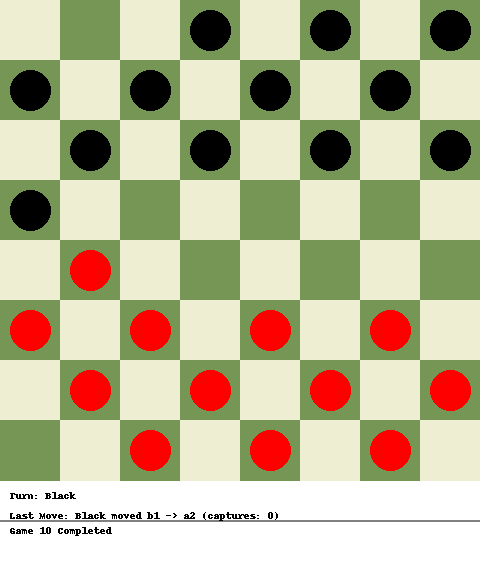 Turn: Black
Last Move: Black moved b1 -> a2 (captures: 0)
Game 10 Completed